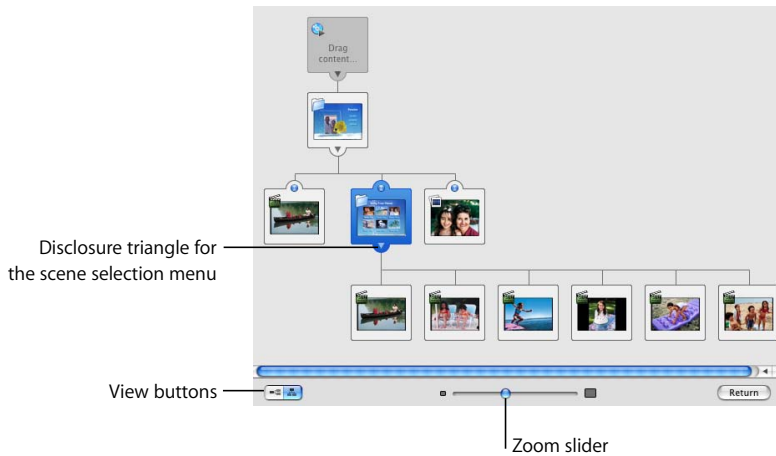 Drag
content...
Disclosure triangle for
the scene selection menu
View buttons
Return
Zoom slider